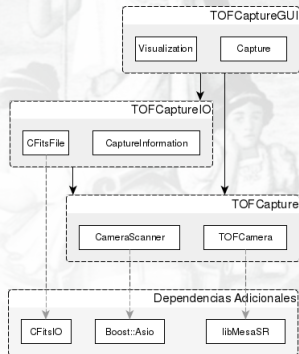 TOFCaptureGUI
Visualization
Capture
TOFCaptureIO
CFitsFile
CaptureInformation
TOFCapture
CameraScanner
TOFCamera
Dependencias Adicionales
CFitsIO
Boost::Asio
libMesaSR